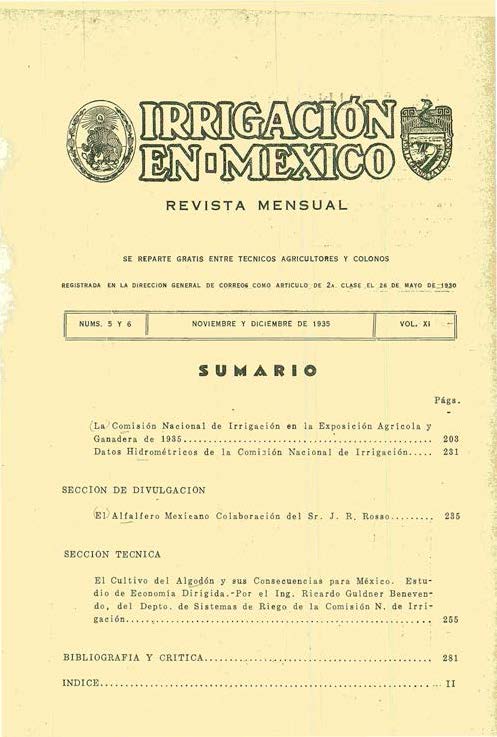 IRRIGACIÓN
EN-MEXICO
REVISTA MENSUAL
SE REPARTE GRATIS ENTRE TECNICOS AGRICULTORES Y COLONOS
REGISTRADA EN LA DIRECCION GENERAL DE CORREOS COMO ARTICULO DE 2A. CLASE EL 26 DE MAYO DE 1930
NUMS. 5 Y 6 NOVIEMBRE Y DICIEMBRE DE 1935 VOL. XI
SUMARIO
Págs.
La Comisión Nacional de Irrigación en la Exposición Agrícola y
Ganadera de 1935 203
Datos Hidrométricos de la Comisión Nacional de Irrigación 231
SECCION DE DIVULGACION
El Alfalfero Mexicano Colaboración del Sr. J. R. Rosso 235
SECCION TECNICA
El Cultivo del Algodón y sus Consecuencias para México. Estu-
dio de Economía Dirigida.-Por el Ing. Ricardo Guldner Beneven-
do, del Depto. de Sistemas de Riego de la Comisión N. de Irri-
gación 255
BIBLIOGRAFIA Y CRITICA 281
INDICE II